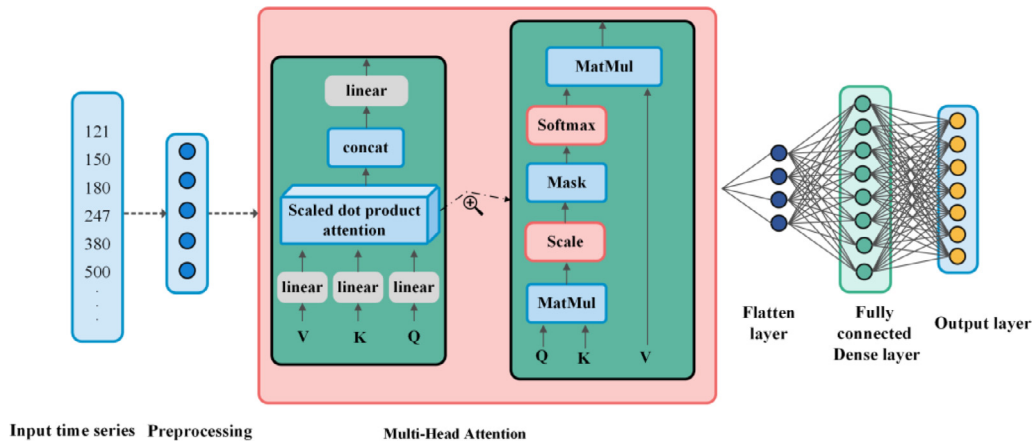 121
150
180
247
380
500
.
.
.
linear
concat
Scaled dot product
attention
linear
linear
linear
V
K
Q
MatMul
Softmax
Mask
Scale
MatMul
Q
K
V
Flatten
layer
Fully
connected
Dense layer
Output layer
Input time series
Preprocessing
Multi-Head Attention